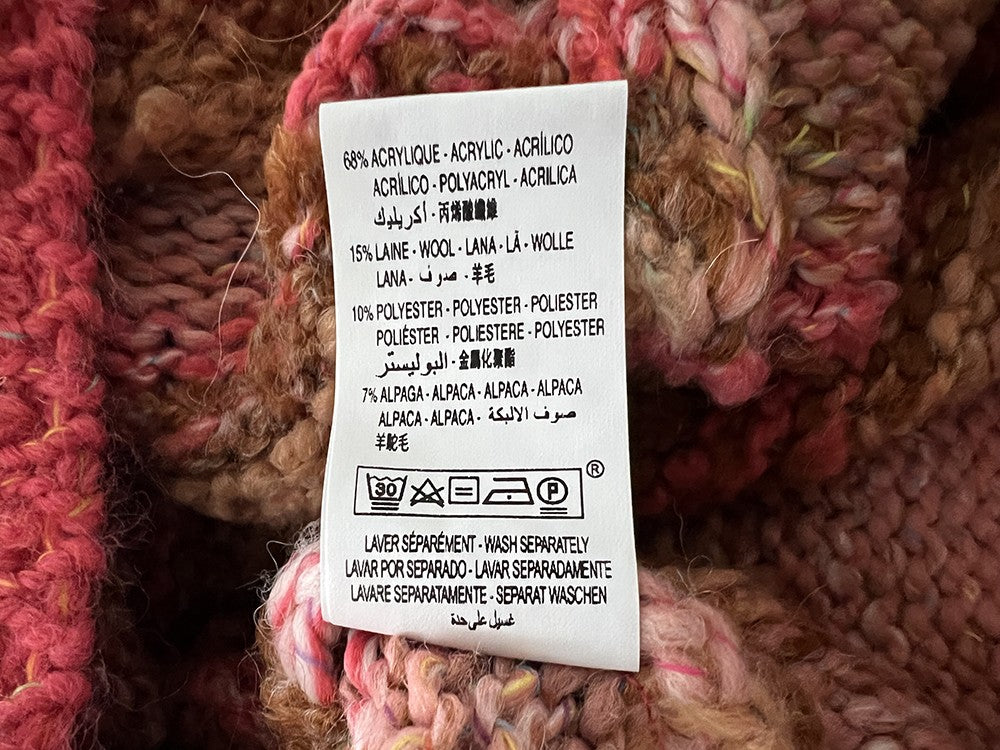 68% ACRYLIQUE - ACRYLIC - ACRÍLICO
ACRÍLICO - POLYACRYL - ACRILICA
أكريليك - 丙烯酸纖維
15% LAINE - WOOL - LANA - LÃ - WOLLE
LANA - صوف - 羊毛
10% POLYESTER - POLYESTER - POLIESTER
POLIÉSTER - POLIESTERE - POLYESTER
البوليستر - 金属化聚酯
7% ALPAGA - ALPACA - ALPACA - ALPACA
ALPACA - ALPACA - صوف الالبكة
羊驼毛
30 P ®
LAVER SÉPARÉMENT - WASH SEPARATELY
LAVAR POR SEPARADO - LAVAR SEPARADAMENTE
LAVARE SEPARATAMENTE - SEPARAT WASCHEN
غسيل على حدة